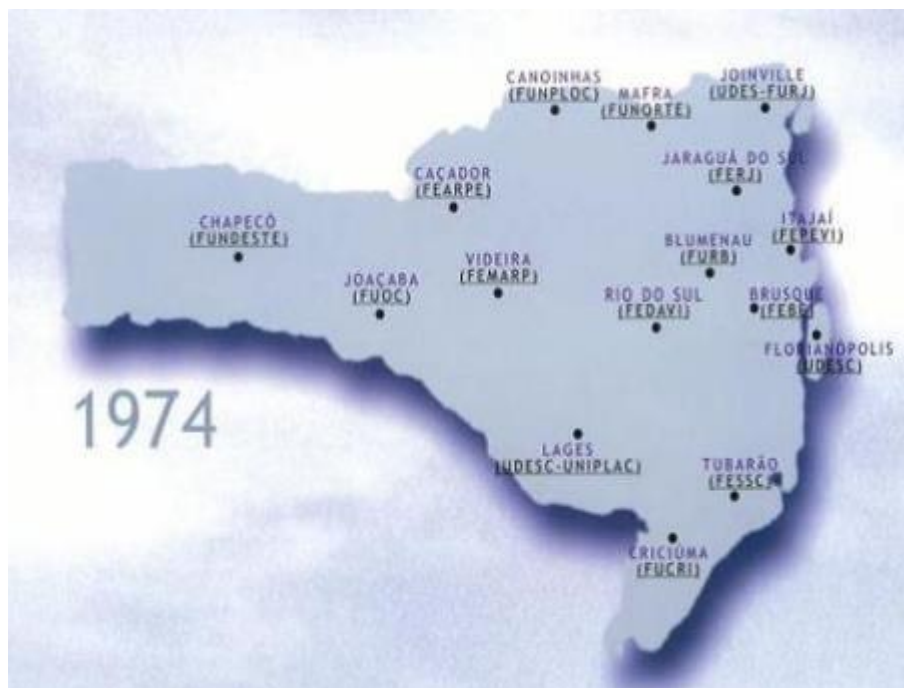 CANOINHAS
(FUNPLOC)
MAFRA
(FUNORTE)
JOINVILLE
(UDES-FURJ)
JARAGUÁ DO SUL
(FERJ)
CAÇADOR
(FEARPE)
CHAPECÓ
(FUNDESTE)
ITAJAÍ
(FEPEVI)
BLUMENAU
(FURB)
VIDEIRA
(FEMARP)
JOAÇABA
(FUOC)
RIO DO SUL
(FEDAVI)
BRUSQUE
(FEBE)
FLORIANÓPOLIS
(UDESC)
1974
LAGES
(UDESC-UNIPLAC)
TUBARÃO
(FESSC)
CRICIÚMA
(FUCRI)